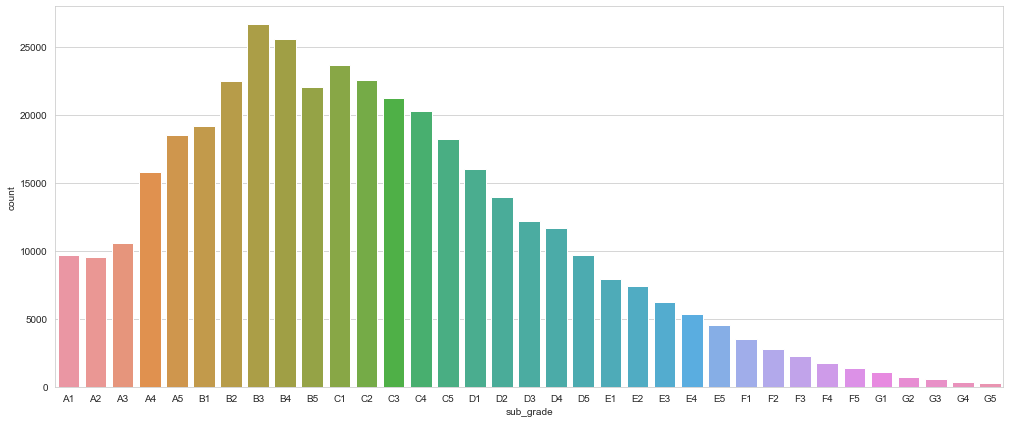 25000
20000
15000
10000
5000
0
count
A1 A2 A3 A4 A5 B1 B2 B3 B4 B5 C1 C2 C3 C4 C5 D1 D2 D3 D4 D5 E1 E2 E3 E4 E5 F1 F2 F3 F4 F5 G1 G2 G3 G4 G5
sub_grade